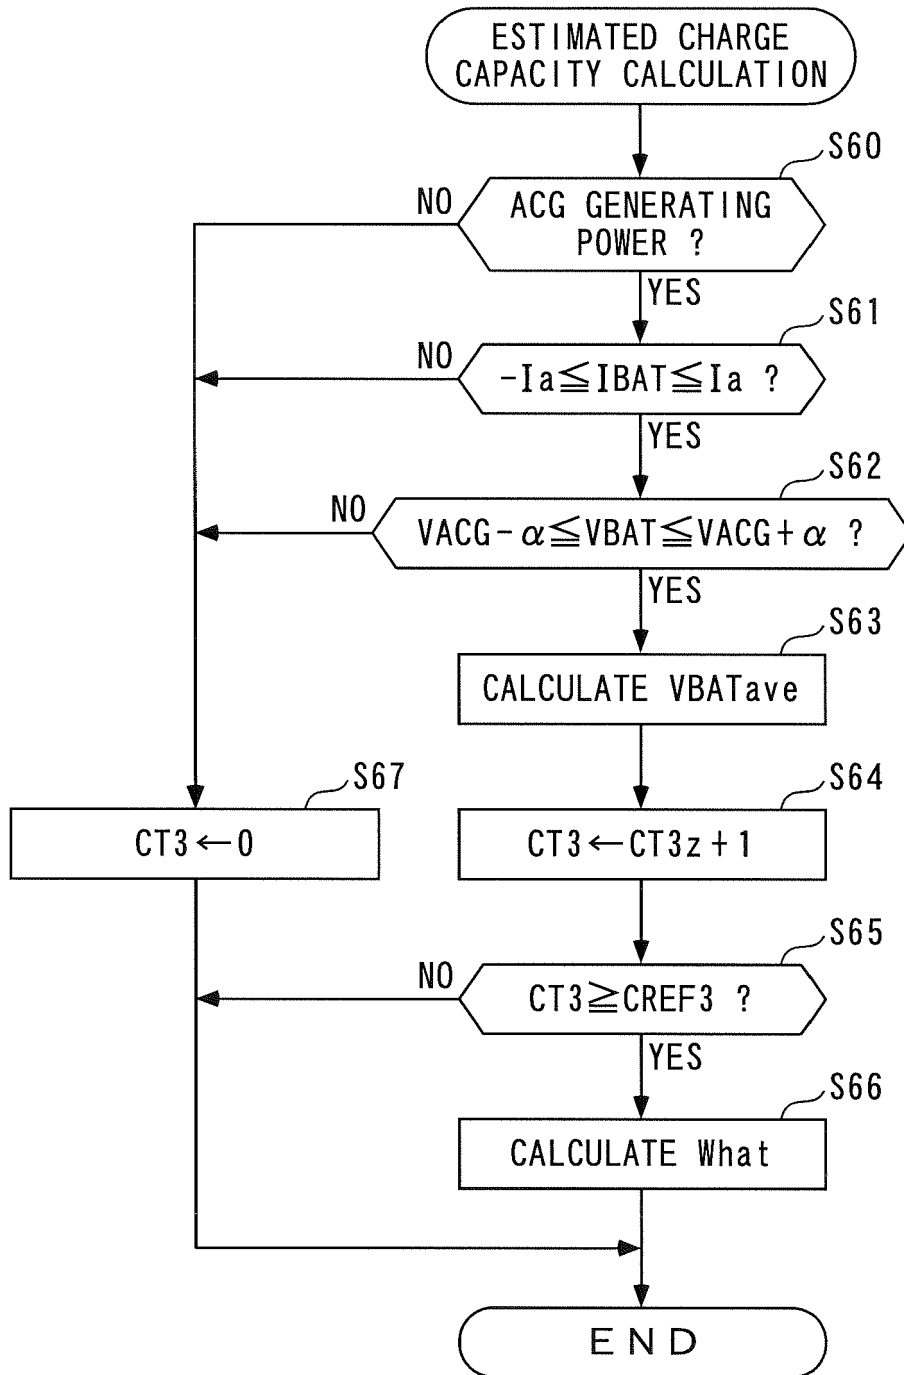 ESTIMATED CHARGE
CAPACITY CALCULATION
S60
ACG GENERATING
POWER ?
NO
YES
S61
-Ia≦IBAT≦Ia ?
NO
YES
S62
VACG-α≦VBAT≦VACG+α ?
NO
YES
S63
CALCULATE VBATave
S67
CT3←0
S64
CT3←CT3z+1
S65
CT3≧CREF3 ?
NO
YES
S66
CALCULATE What
END